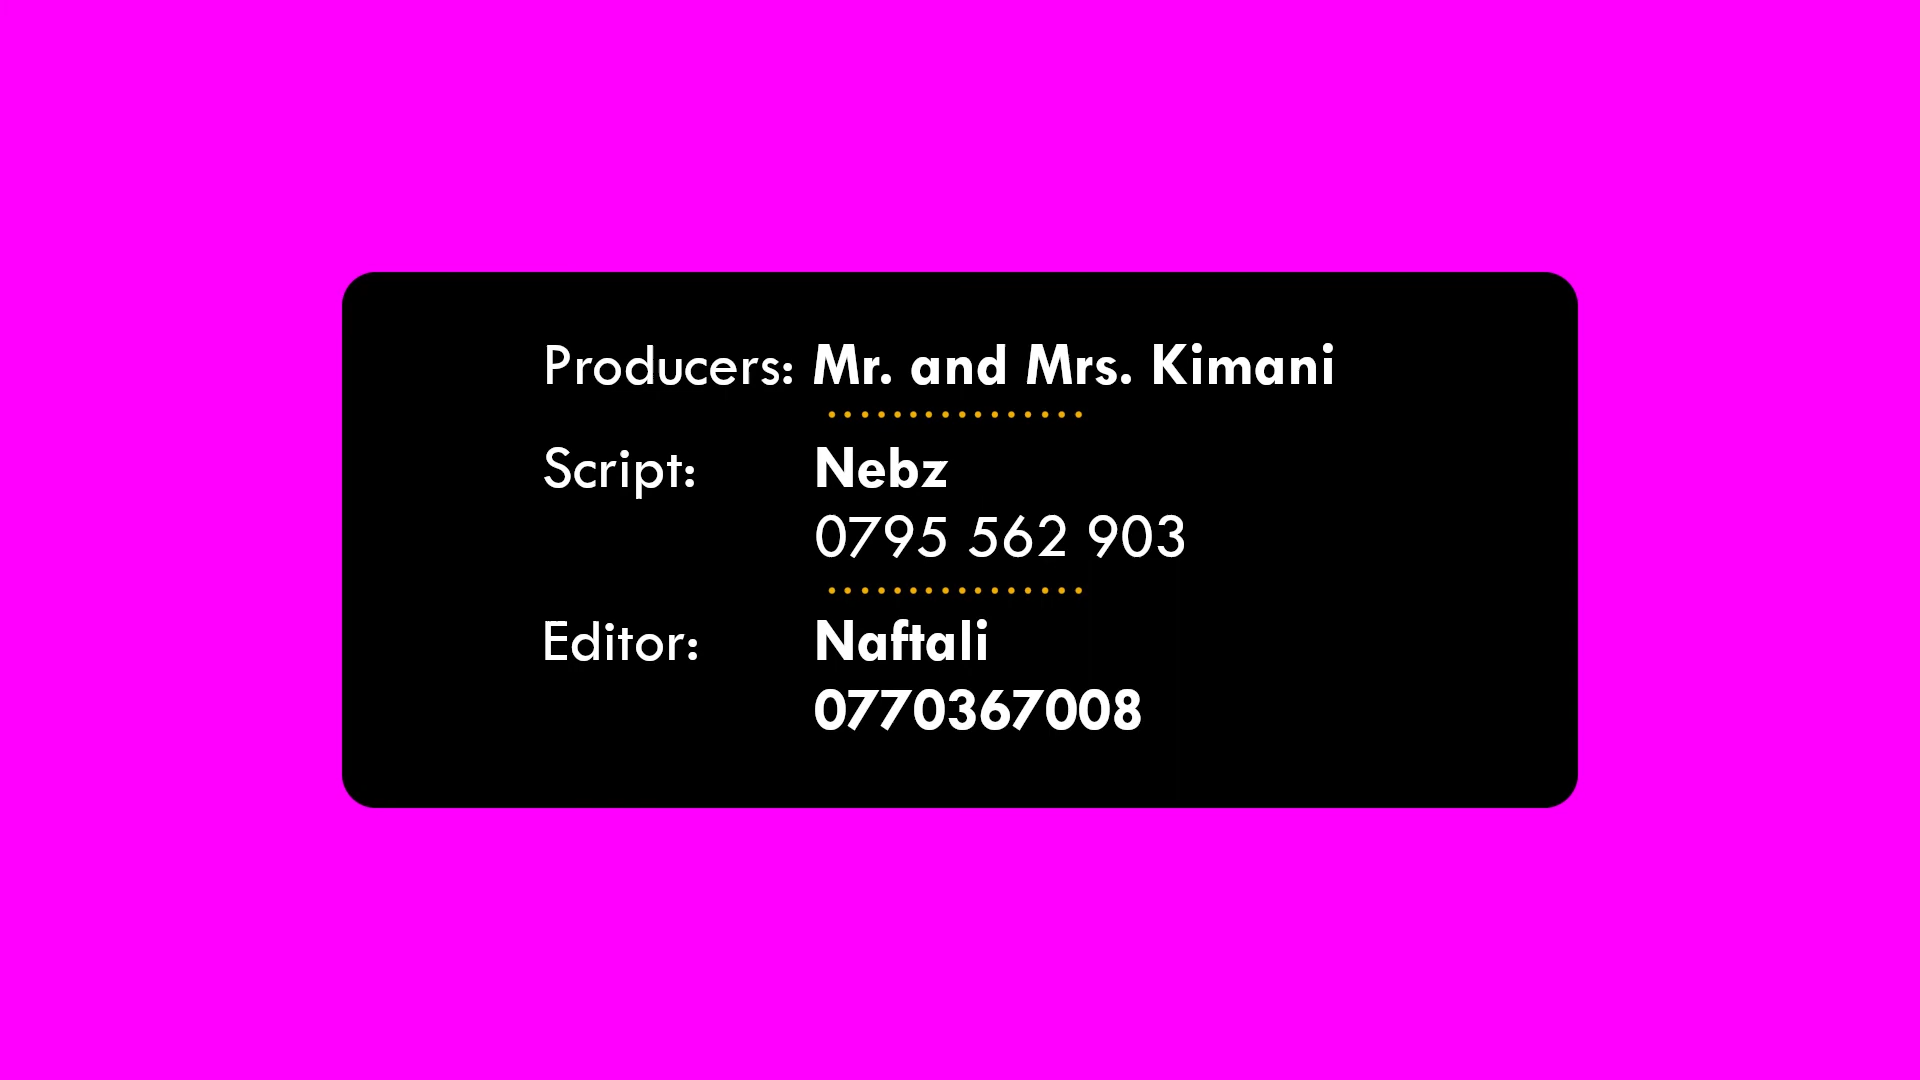 Producers: Mr. and Mrs. Kimani
Script: Nebz
0795 562 903
Editor: Naftali
0770367008